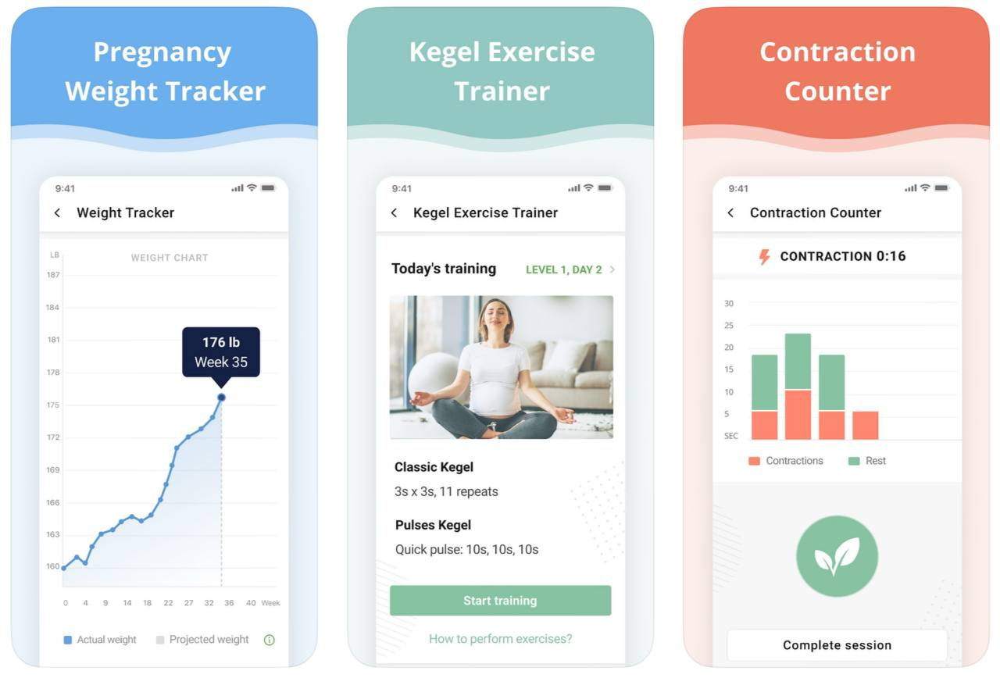 Pregnancy
Weight Tracker
9:41
Weight Tracker
LB
WEIGHT CHART
187
184
181
178
175
172
169
166
163
160
176 lb
Week 35
0 4 9 14 18 22 27 32 36 40 Week
Actual weight
Projected weight
Kegel Exercise
Trainer
9:41
Kegel Exercise Trainer
Today's training
LEVEL 1, DAY 2
Classic Kegel
3s x 3s, 11 repeats
Pulses Kegel
Quick pulse: 10s, 10s, 10s
Start training
How to perform exercises?
Contraction
Counter
9:41
Contraction Counter
CONTRACTION 0:16
30
25
20
15
10
5
SEC
Contractions
Rest
Complete session